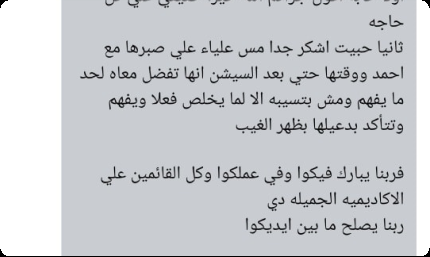 حاجه
ثانيا حبيت اشكر جدا مس علياء علي صبرها مع
احمد ووقتها حتي بعد السيشن انها تفضل معاه لحد
ما يفهم ومش بتسيبه الا لما يخلص فعلا ويفهم
وتتأكد بدعيلها بظهر الغيب
فربنا يبارك فيكوا وفي عملكوا وكل القائمين علي
الاكاديميه الجميله دي
ربنا يصلح ما بين ايديكوا